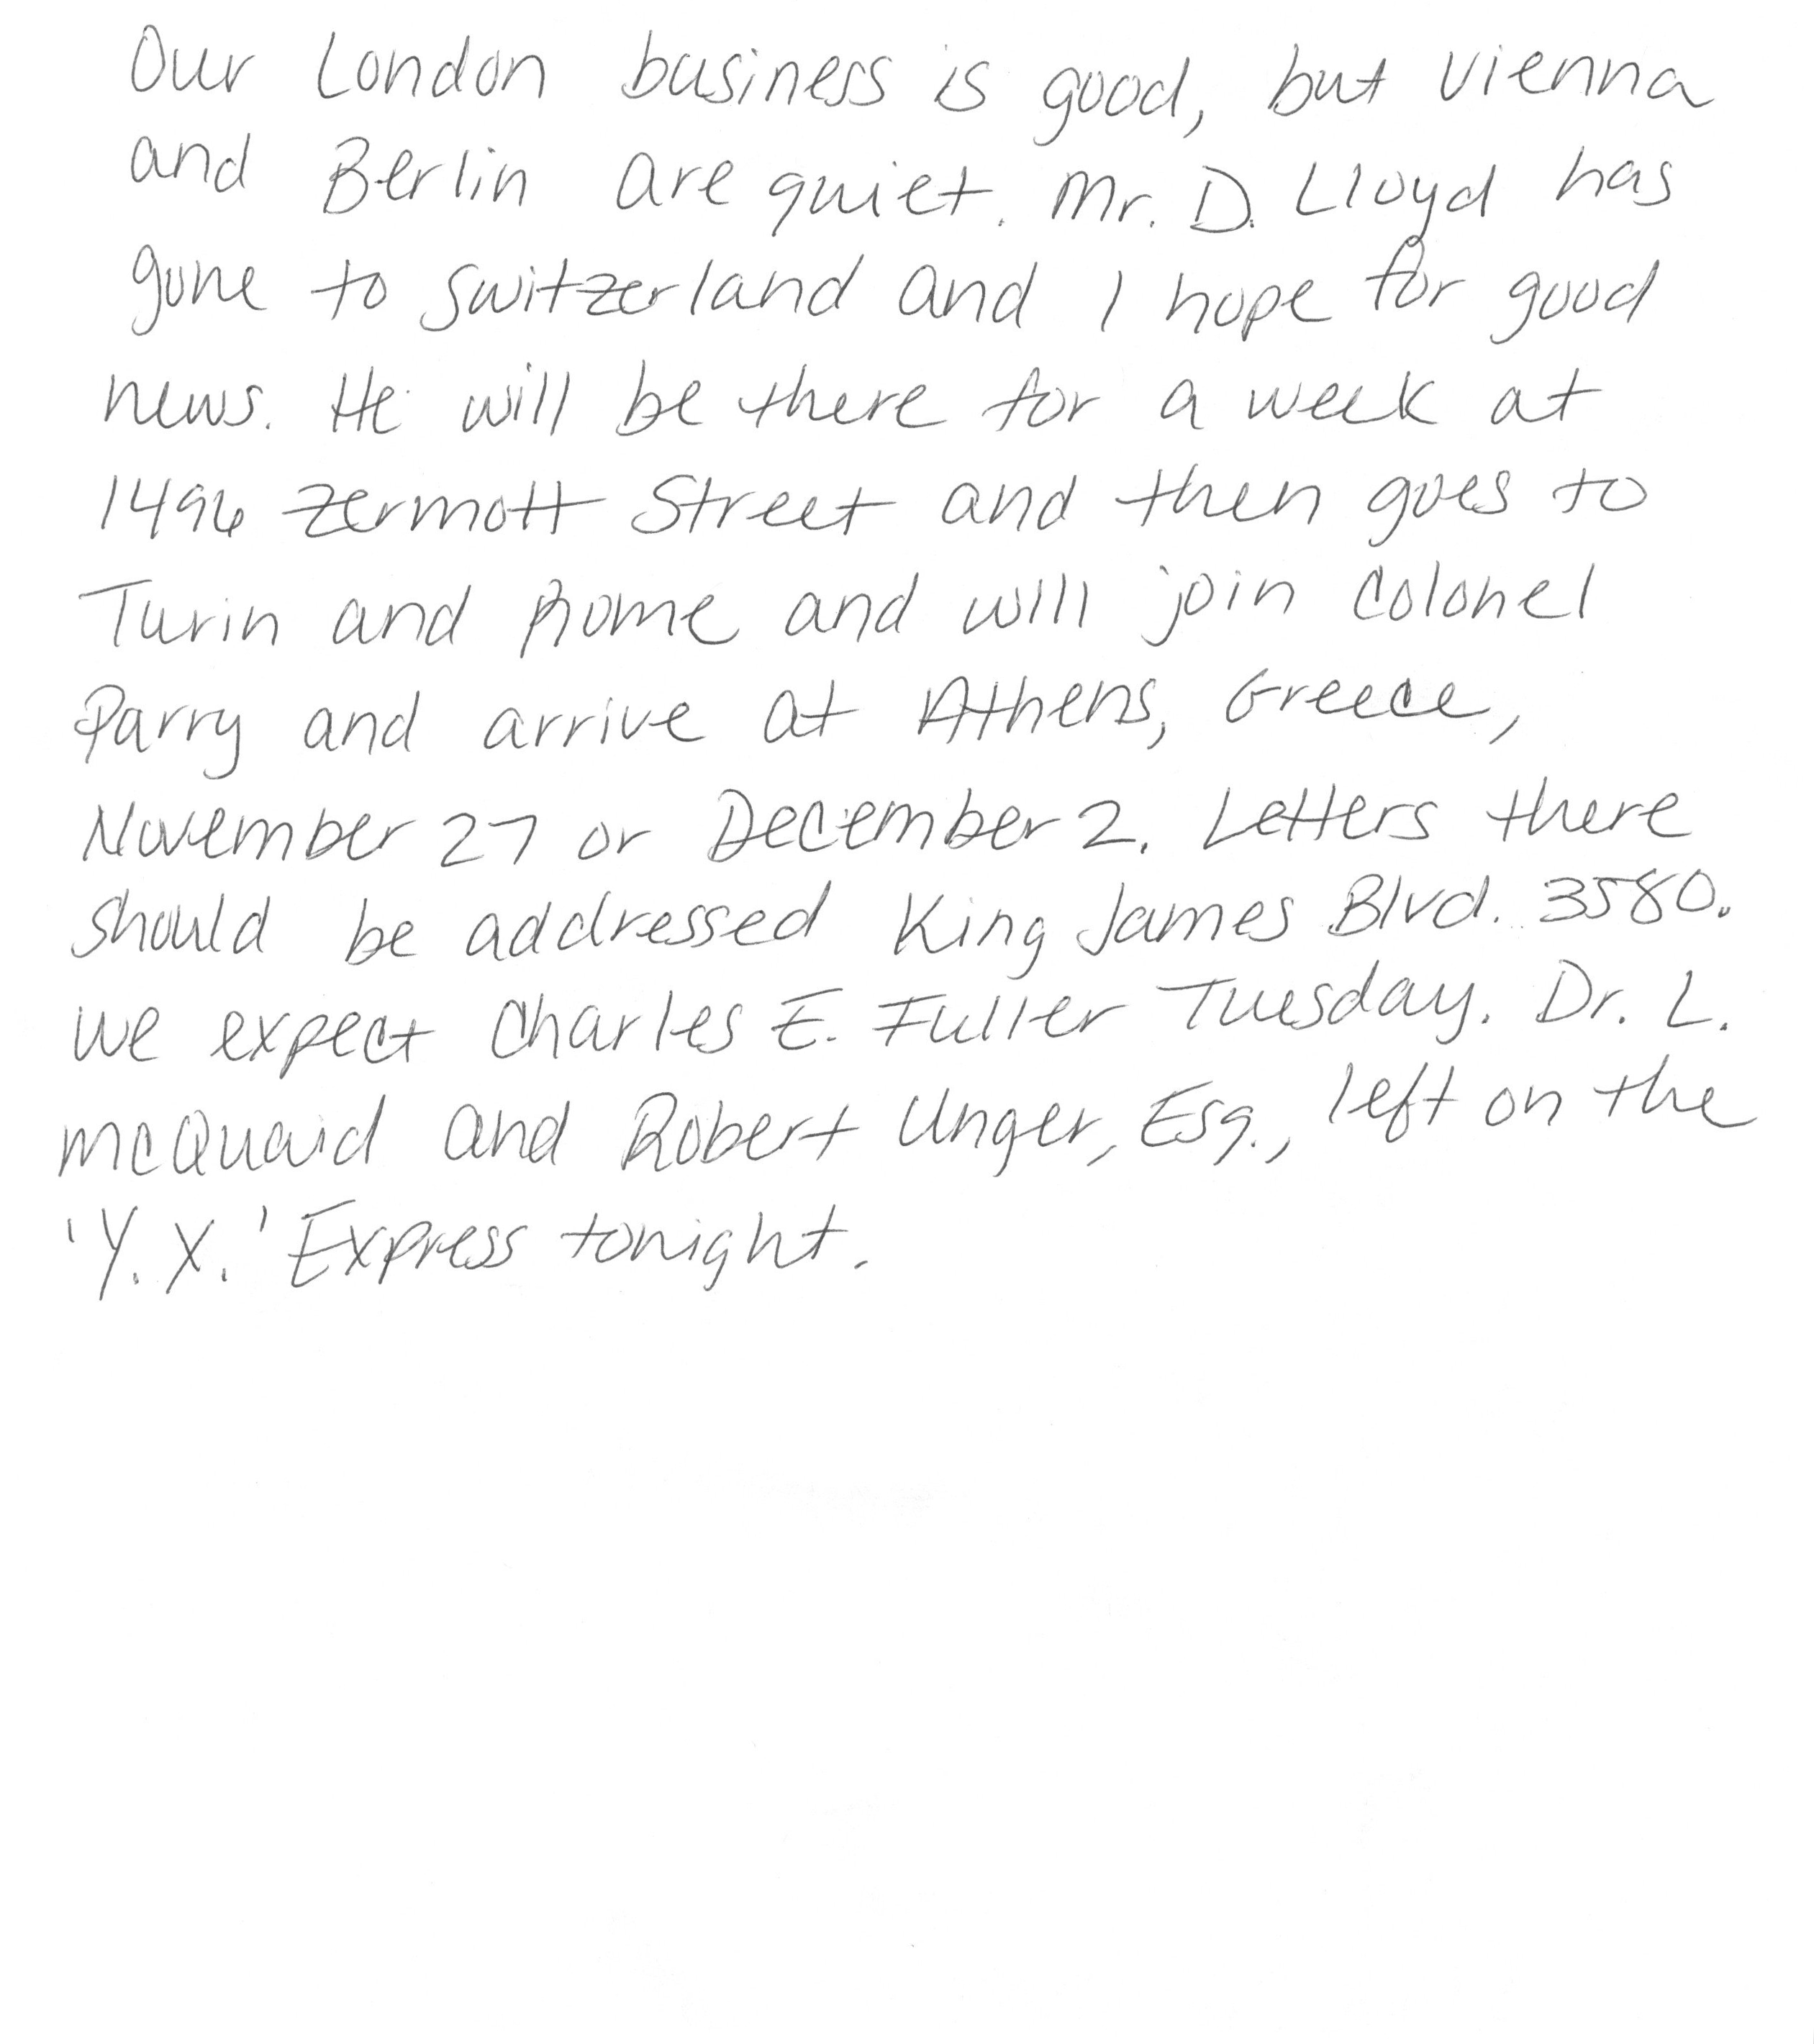 Our London business is good, but Vienna
and Berlin are quiet. Mr. D. Lloyd has
gone to Switzerland and I hope for good
news. He will be there for a week at
1496 Zermott Street and then goes to
Turin and Rome and will join Colonel
Parry and arrive at Athens, Greece,
November 27 or December 2. Letters there
should be addressed King James Blvd. 3580.
We expect Charles E. Fuller Tuesday. Dr. L.
McQuaid and Robert Unger, Esq., left on the
'Y.X.' Express tonight.